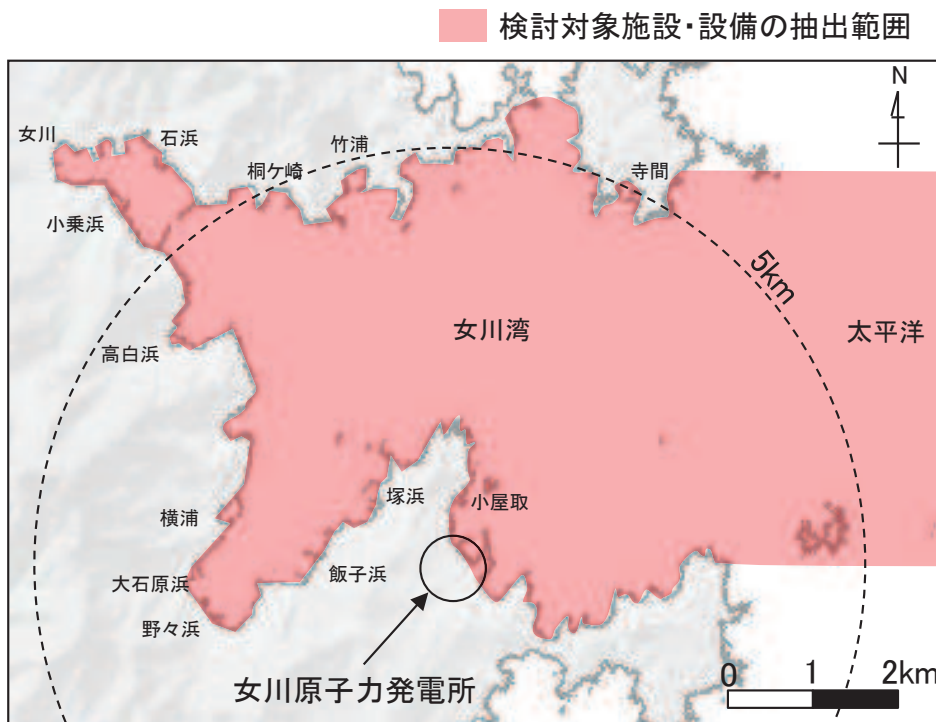 検討対象施設・設備の抽出範囲
N
女川
石浜
竹浦
桐ケ崎
寺間
小乗浜
5km
女川湾
太平洋
高白浜
塚浜
小屋取
横浦
飯子浜
大石原浜
野々浜
女川原子力発電所
0 1 2km